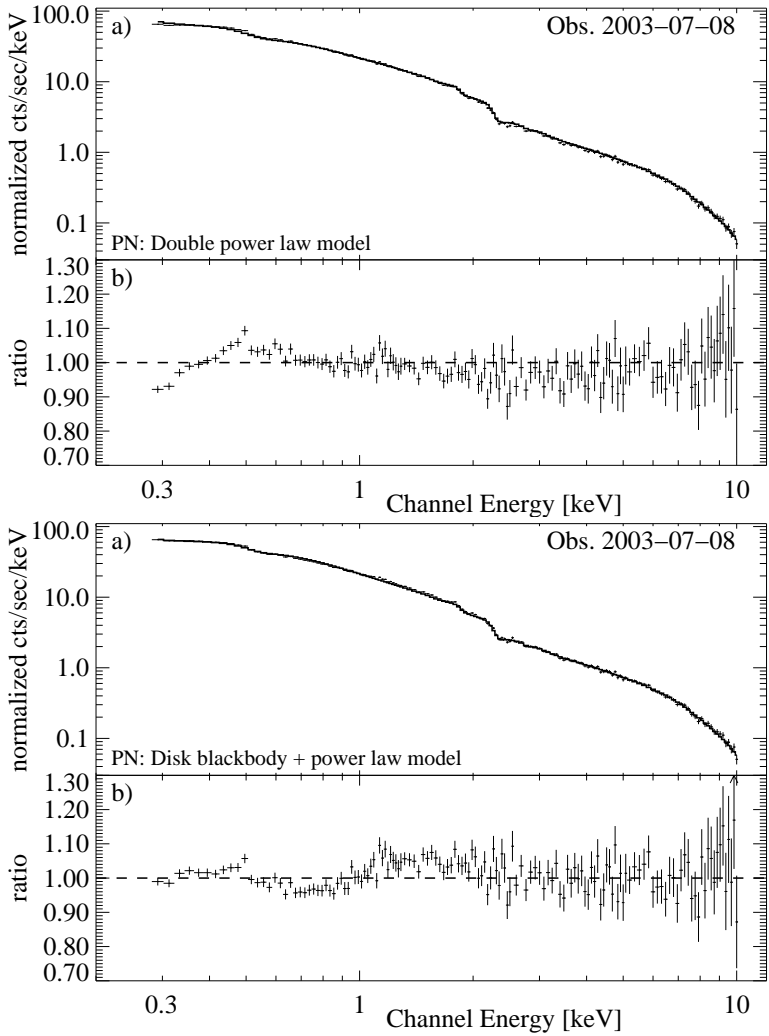 100.0
a)
Obs. 2003−07−08
10.0
1.0
0.1
normalized cts/sec/keV
PN: Double power law model
1.30
b)
1.20
1.10
1.00
0.90
0.80
0.70
ratio
0.3
1
10
Channel Energy [keV]
100.0
a)
Obs. 2003−07−08
10.0
1.0
0.1
normalized cts/sec/keV
PN: Disk blackbody + power law model
1.30
b)
1.20
1.10
1.00
0.90
0.80
0.70
ratio
0.3
1
10
Channel Energy [keV]